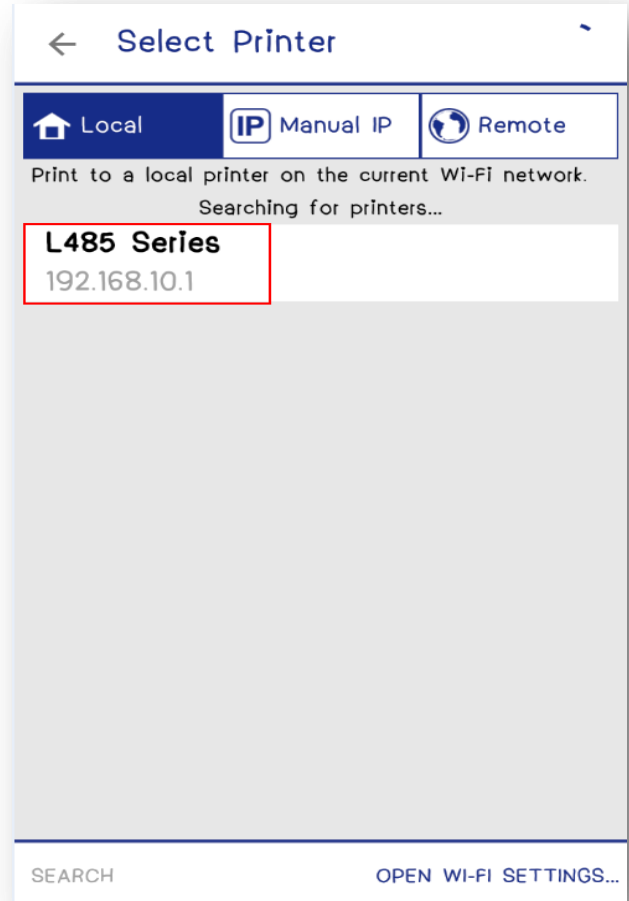 Select Printer
Local IP Manual IP Remote
Print to a local printer on the current Wi-Fi network.
Searching for printers...
L485 Series
192.168.10.1
SEARCH OPEN WI-FI SETTINGS...